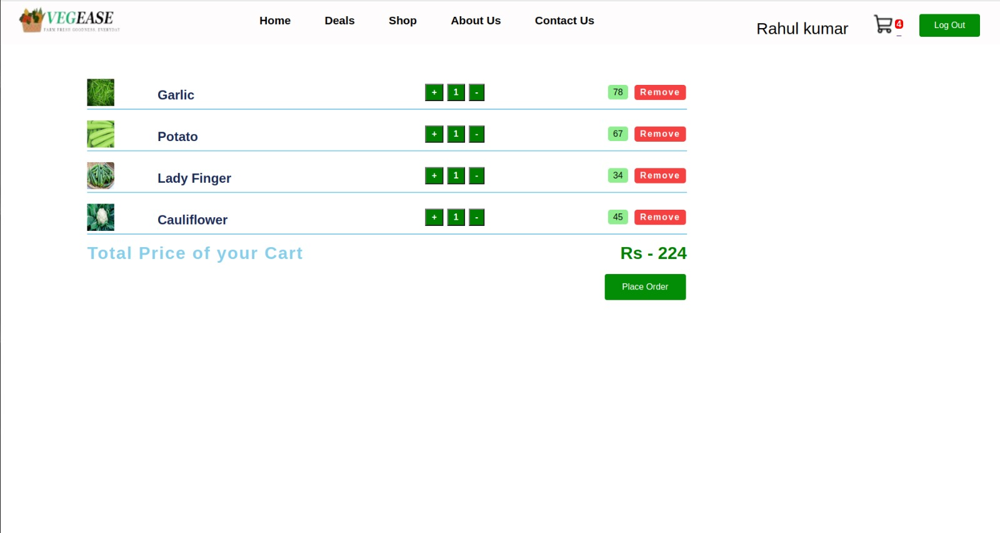 VEGEASE
FARM FRESH GOODNESS, EVERYDAY
Home Deals Shop About Us Contact Us
Rahul kumar 4 Log Out
Garlic + 1 - 78 Remove
Potato + 1 - 67 Remove
Lady Finger + 1 - 34 Remove
Cauliflower + 1 - 45 Remove
Total Price of your Cart Rs - 224
Place Order